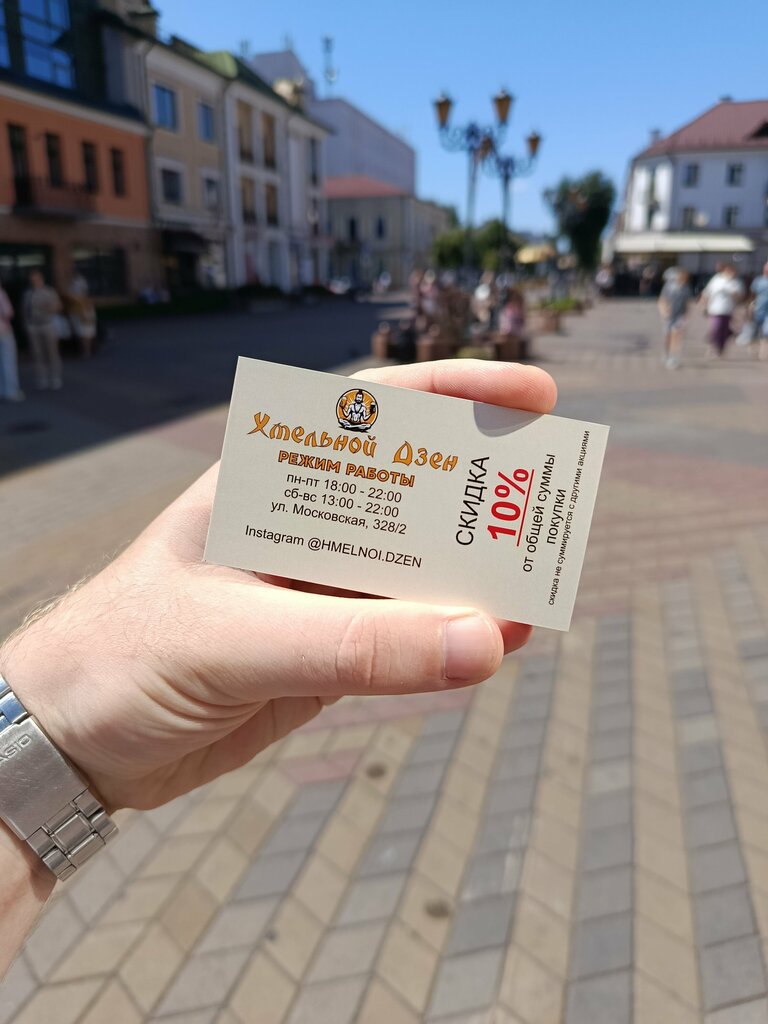 Хмельной Дзен
РЕЖИМ РАБОТЫ
пн-пт 18:00 - 22:00
сб-вс 13:00 - 22:00
ул. Московская, 328/2
Instagram @HMELNOI.DZEN
СКИДКА
10%
от общей суммы
покупки
скидка не суммируется с другими акциями
CASIO